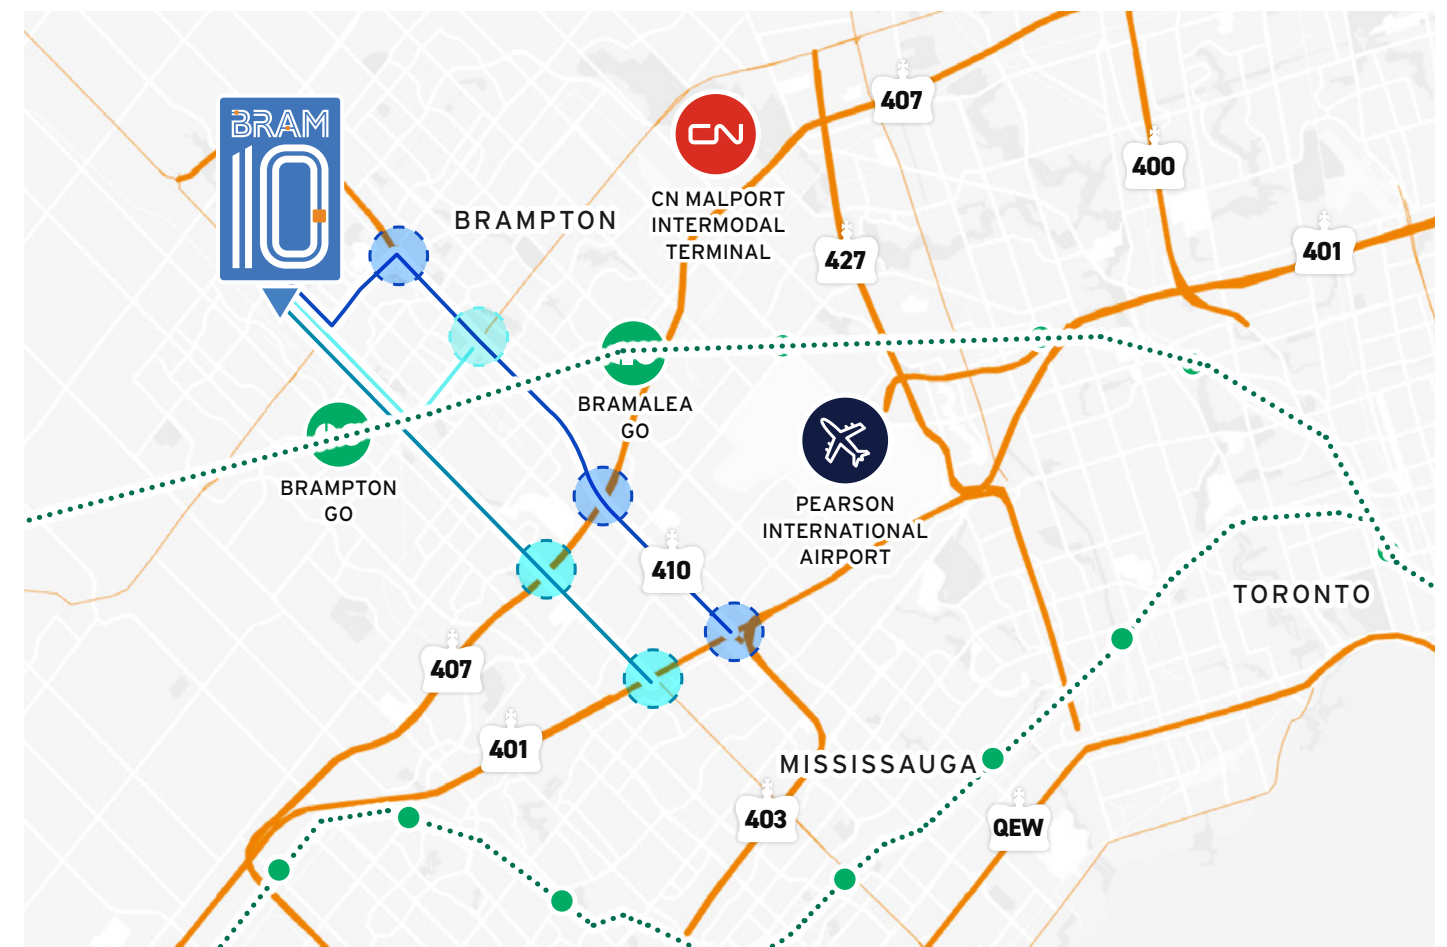 BRAM
10
407
CN
400
CN MALPORT
INTERMODAL
TERMINAL
BRAMPTON
427
401
BRAMALEA
GO
BRAMPTON
GO
PEARSON
INTERNATIONAL
AIRPORT
410
TORONTO
407
401
MISSISSAUGA
403
QEW